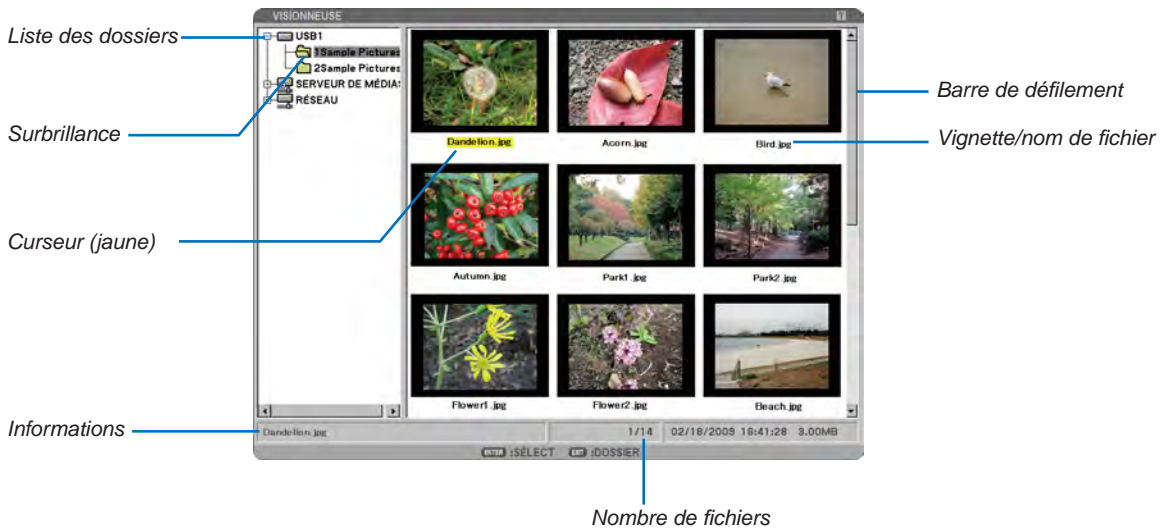 VISIONNEUSE
Liste des dossiers
USB1
1Sample Pictures
2Sample Pictures
SERVEUR DE MÉDIA
RÉSEAU
Surbrillance
Curseur (jaune)
Barre de défilement
Vignette/nom de fichier
Dandelion.jpg
Acorn.jpg
Bird.jpg
Autumn.jpg
Park1.jpg
Park2.jpg
Flower1.jpg
Flower2.jpg
Beach.jpg
Informations
Dandelion.jpg
1/14
02/18/2009 16:41:28 3.00MB
ENTER :SÉLECT EXIT :DOSSIER
Nombre de fichiers